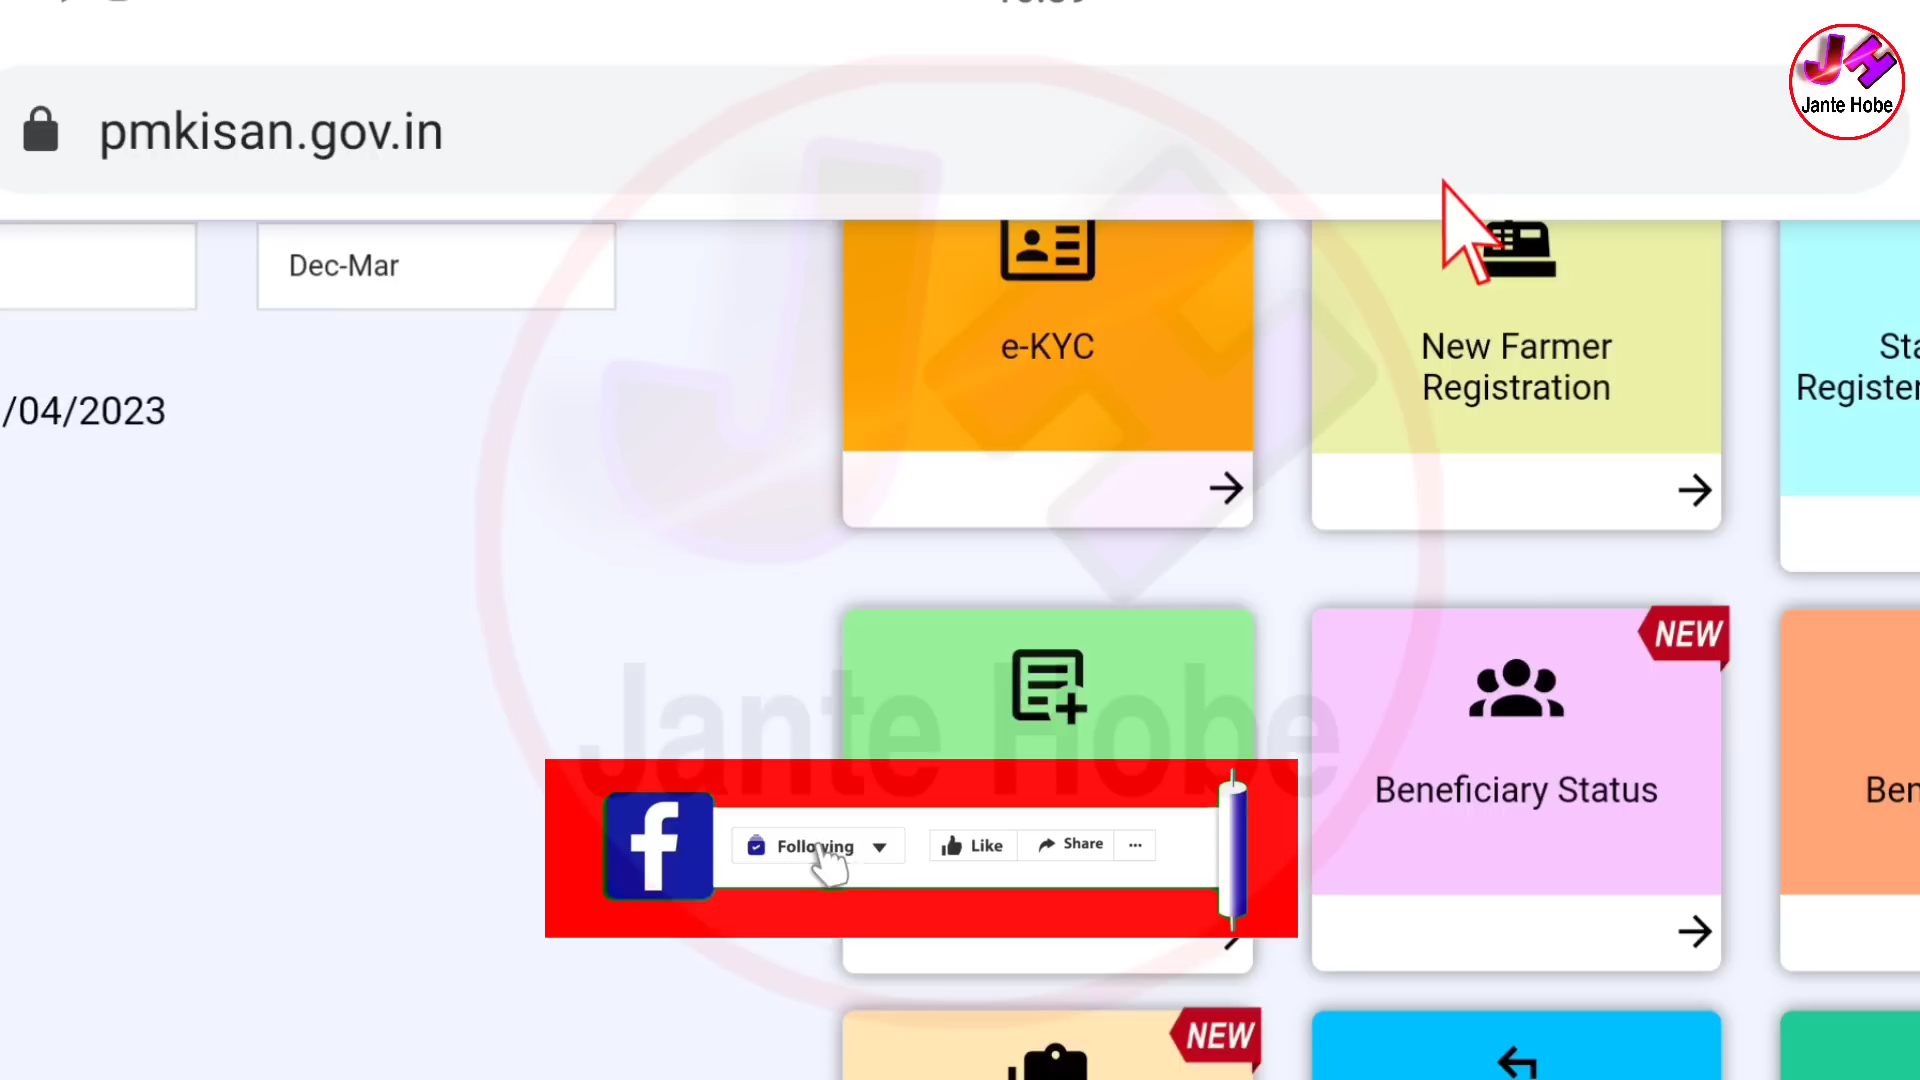 Jante Hobe
pmkisan.gov.in
Dec-Mar
/04/2023
e-KYC
New Farmer
Registration
NEW
Beneficiary Status
Jante Hobe
Following
Like
Share
NEW